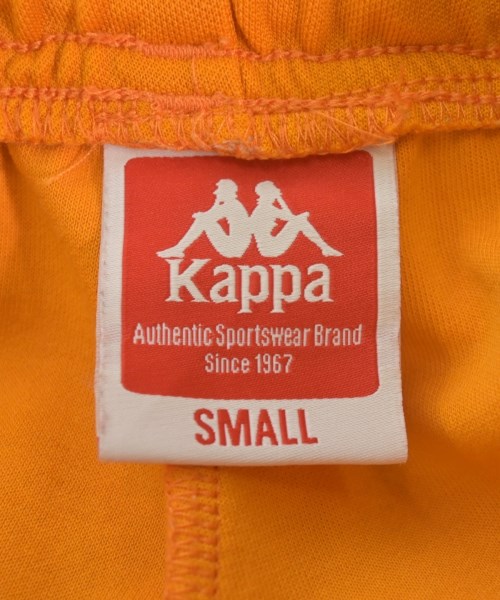 Kappa
Authentic Sportswear Brand
Since 1967
SMALL